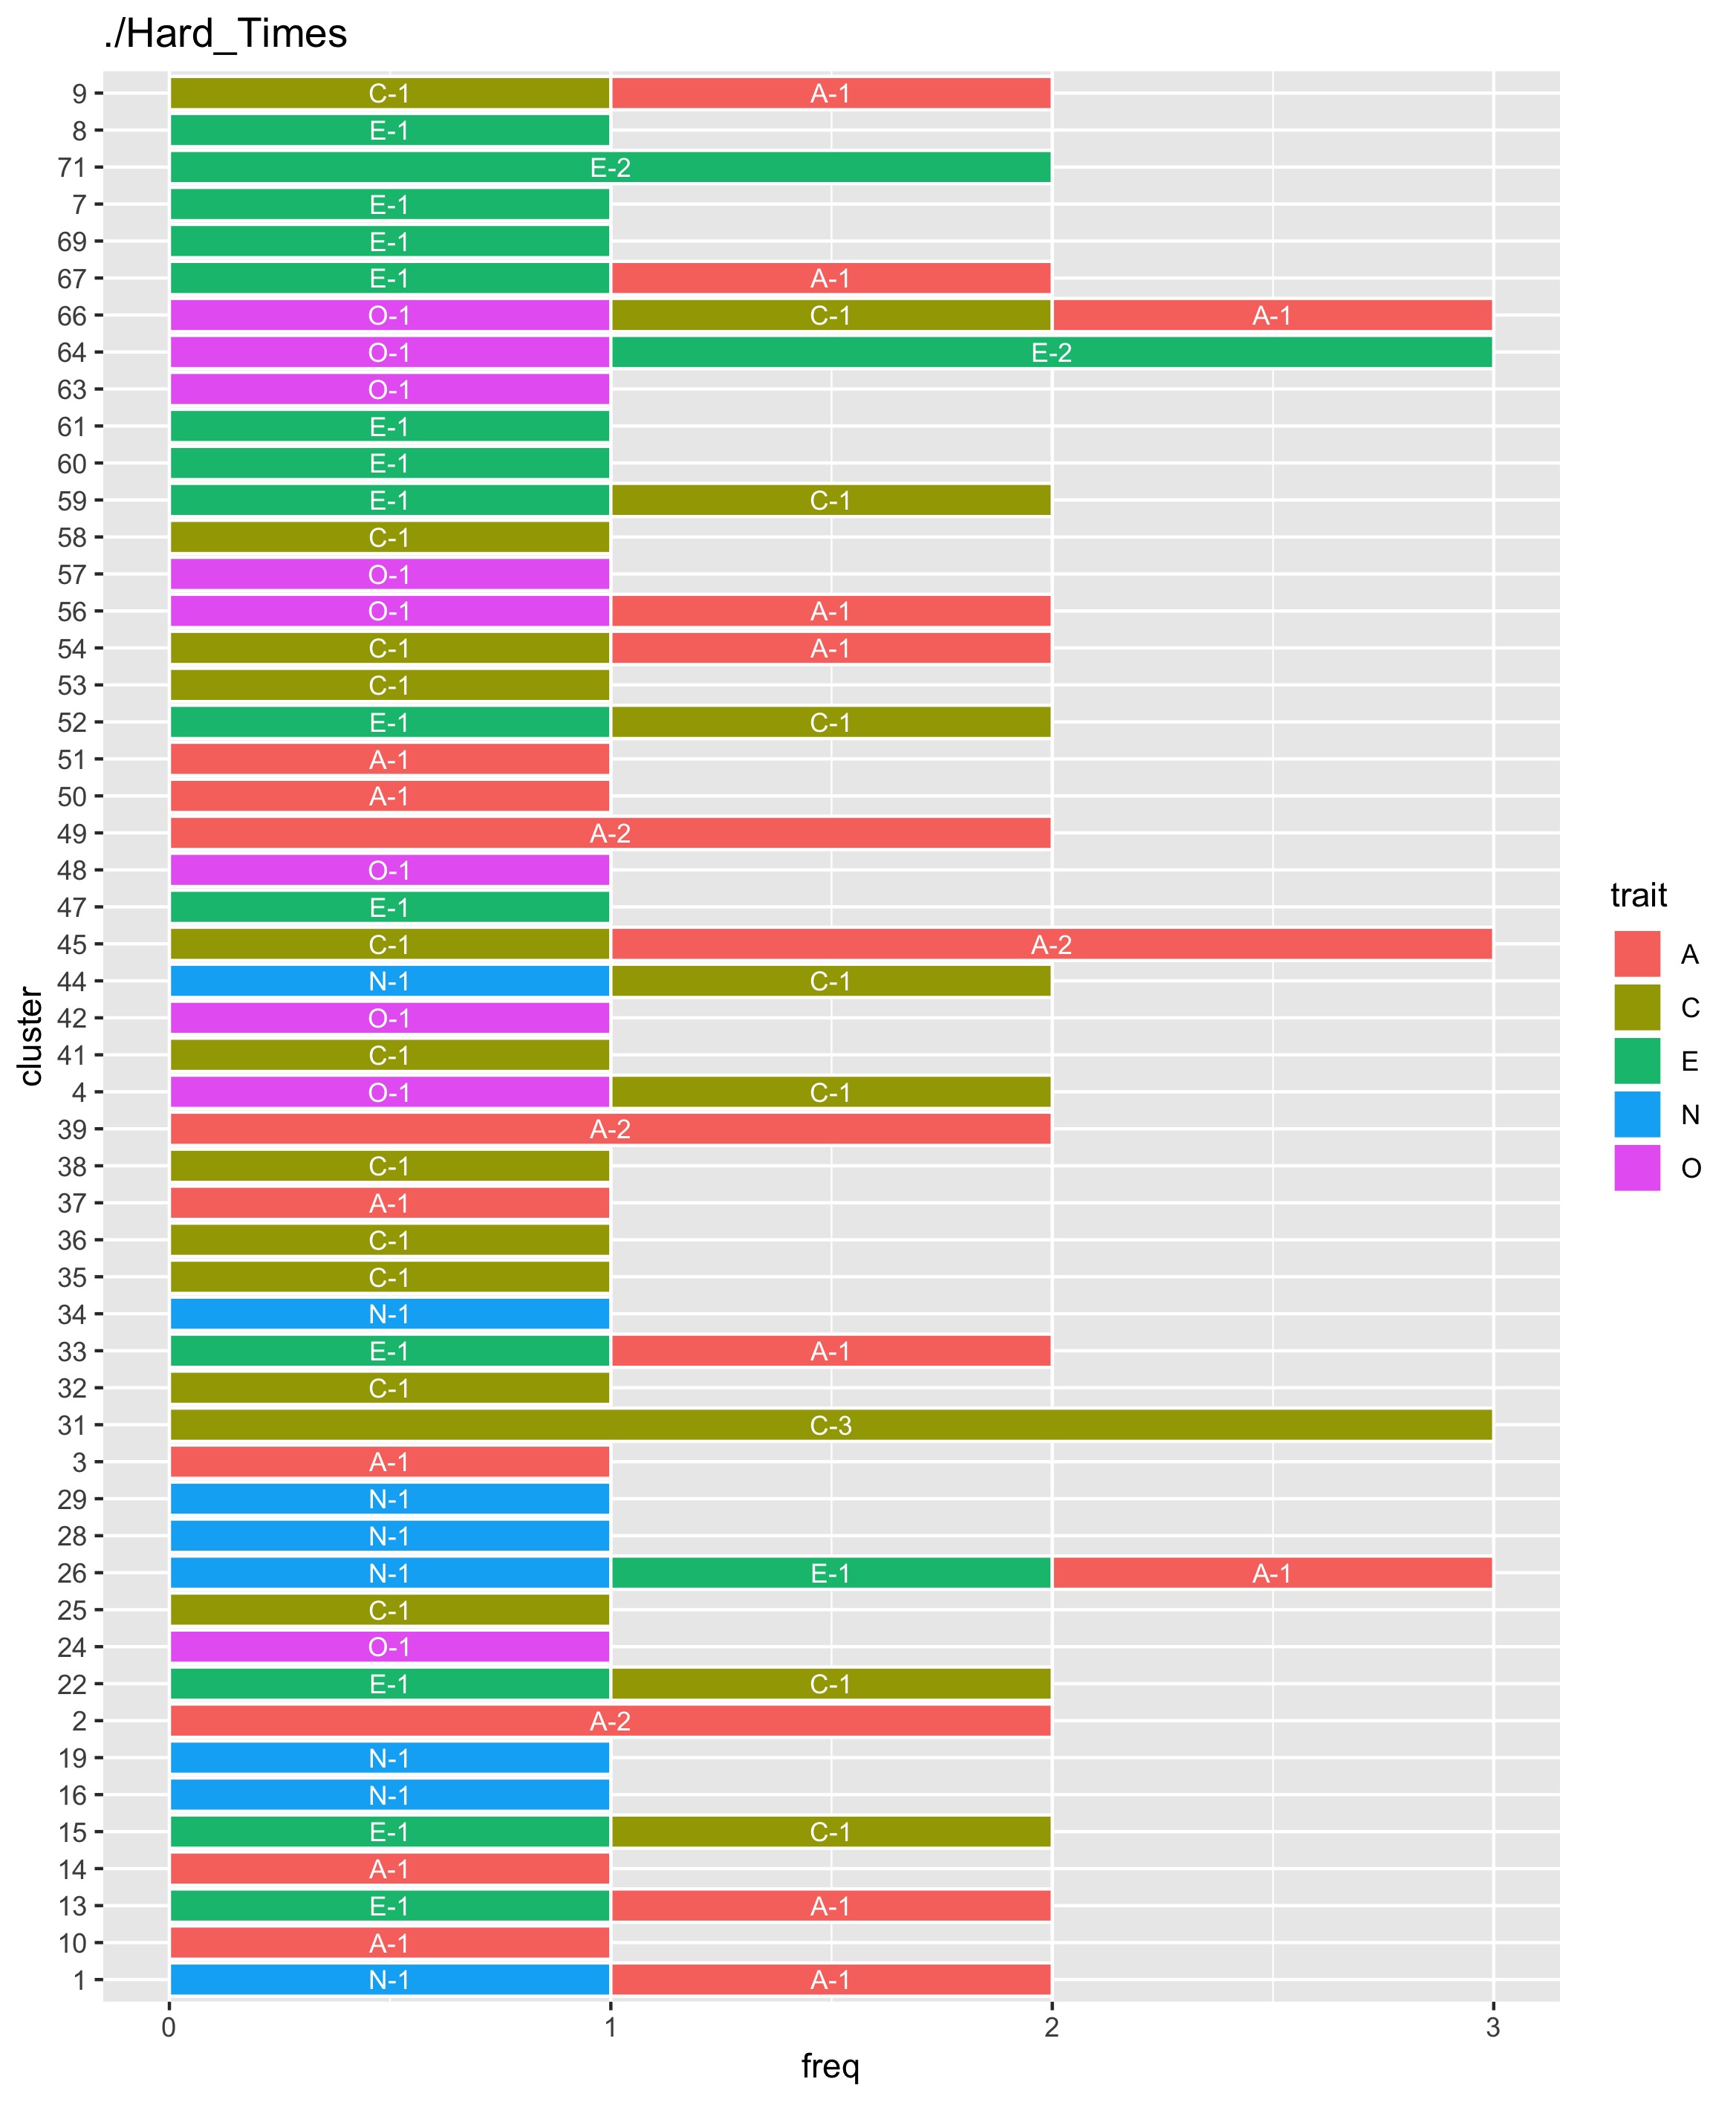 ./Hard_Times
9 C-1 A-1
8 E-1
71 E-2
7 E-1
69 E-1
67 E-1 A-1
66 O-1 C-1 A-1
64 O-1 E-2
63 O-1
61 E-1
60 E-1
59 E-1 C-1
58 C-1
57 O-1
56 O-1 A-1
54 C-1 A-1
53 C-1
52 E-1 C-1
51 A-1
50 A-1
49 A-2
48 O-1
47 E-1
45 C-1 A-2
44 N-1 C-1
42 O-1
41 C-1
4 O-1 C-1
39 A-2
38 C-1
37 A-1
36 C-1
35 C-1
34 N-1
33 E-1 A-1
32 C-1
31 C-3
3 A-1
29 N-1
28 N-1
26 N-1 E-1 A-1
25 C-1
24 O-1
22 E-1 C-1
2 A-2
19 N-1
16 N-1
15 E-1 C-1
14 A-1
13 E-1 A-1
10 A-1
1 N-1 A-1
0 1 2 3
freq
cluster
trait
A
C
E
N
O